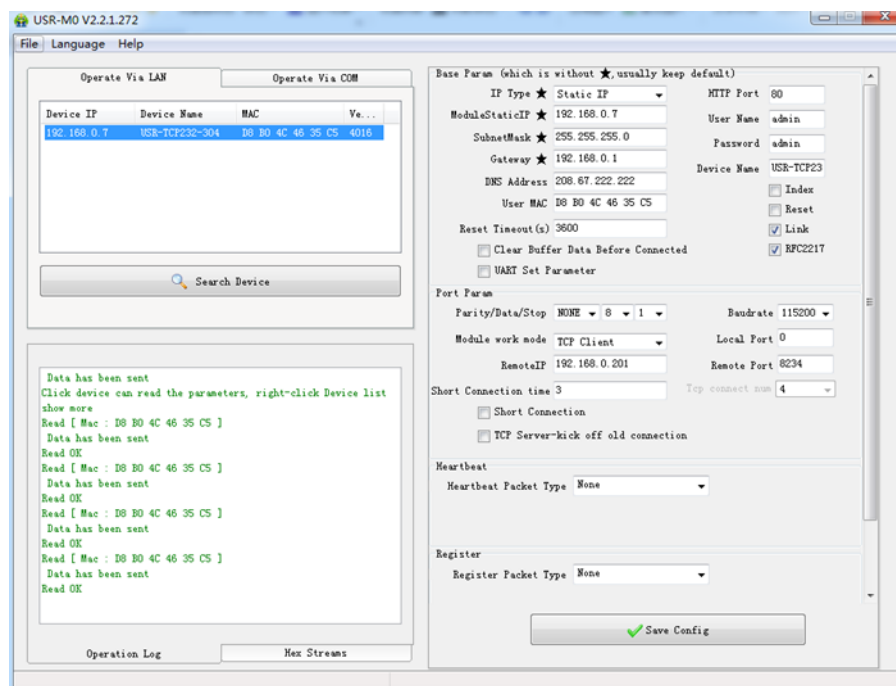 USR-M0 V2.2.1.272
File Language Help
Operate Via LAN Operate Via COM
Device IP Device Name MAC Ve...
192.168.0.7 USR-TCP232-304 D8 B0 4C 46 35 C5 4016
Search Device
Data has been sent
Click device can read the parameters, right-click Device list
show more
Read [ Mac : D8 B0 4C 46 35 C5 ]
Data has been sent
Read OK
Read [ Mac : D8 B0 4C 46 35 C5 ]
Data has been sent
Read OK
Read [ Mac : D8 B0 4C 46 35 C5 ]
Data has been sent
Read OK
Read [ Mac : D8 B0 4C 46 35 C5 ]
Data has been sent
Read OK
Operation Log Hex Streams
Base Param (which is without ★,usually keep default)
IP Type ★ Static IP HTTP Port 80
ModuleStaticIP ★ 192.168.0.7 User Name admin
SubnetMask ★ 255.255.255.0 Password admin
Gateway ★ 192.168.0.1 Device Name USR-TCP23
DNS Address 208.67.222.222 Index
User MAC D8 B0 4C 46 35 C5 Reset
Reset Timeout(s) 3600 Link
Clear Buffer Data Before Connected RFC2217
UART Set Parameter
Port Param
Parity/Data/Stop NONE 8 1 Baudrate 115200
Module work mode TCP Client Local Port 0
RemoteIP 192.168.0.201 Remote Port 8234
Short Connection time 3 Tcp connect num 4
Short Connection
TCP Server-kick off old connection
Heartbeat
Heartbeat Packet Type None
Register
Register Packet Type None
Save Config